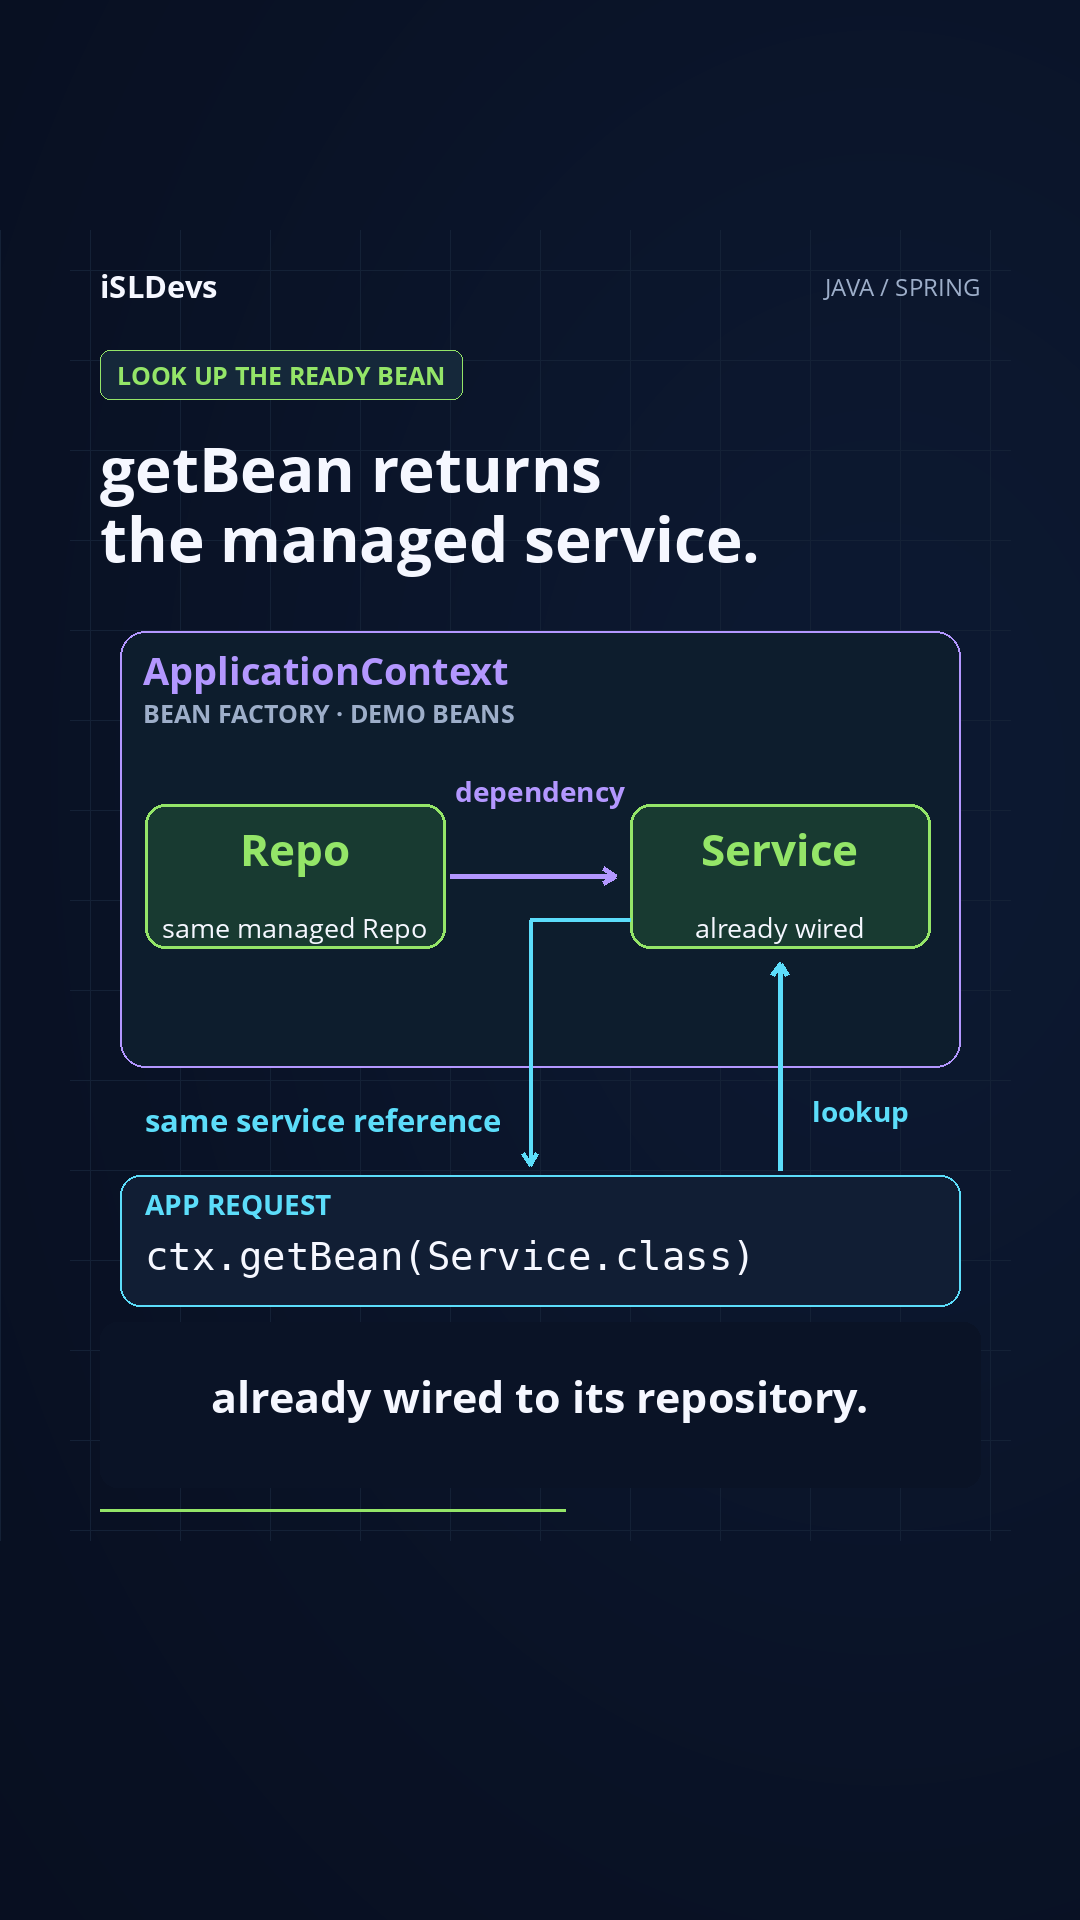 iSLDevs
JAVA / SPRING
LOOK UP THE READY BEAN
getBean returns
the managed service.
ApplicationContext
BEAN FACTORY · DEMO BEANS
dependency
Repo
same managed Repo
Service
already wired
same service reference
lookup
APP REQUEST
ctx.getBean(Service.class)
already wired to its repository.